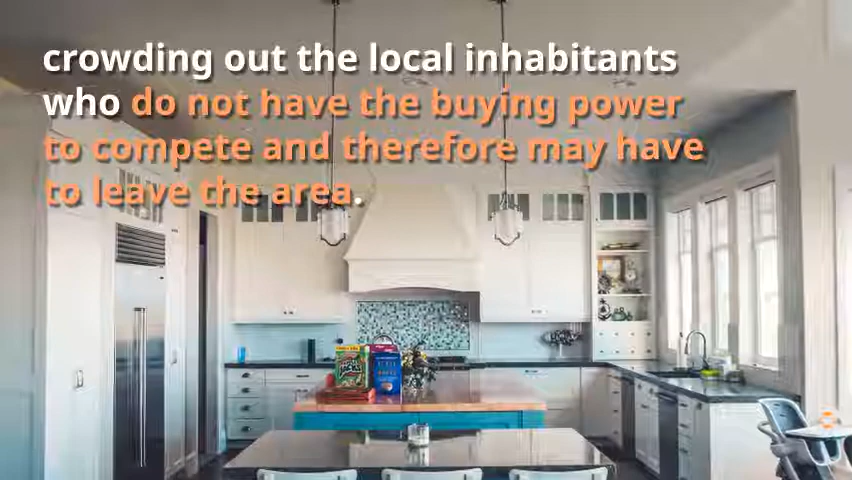 crowding out the local inhabitants
who do not have the buying power
to compete and therefore may have
to leave the area.